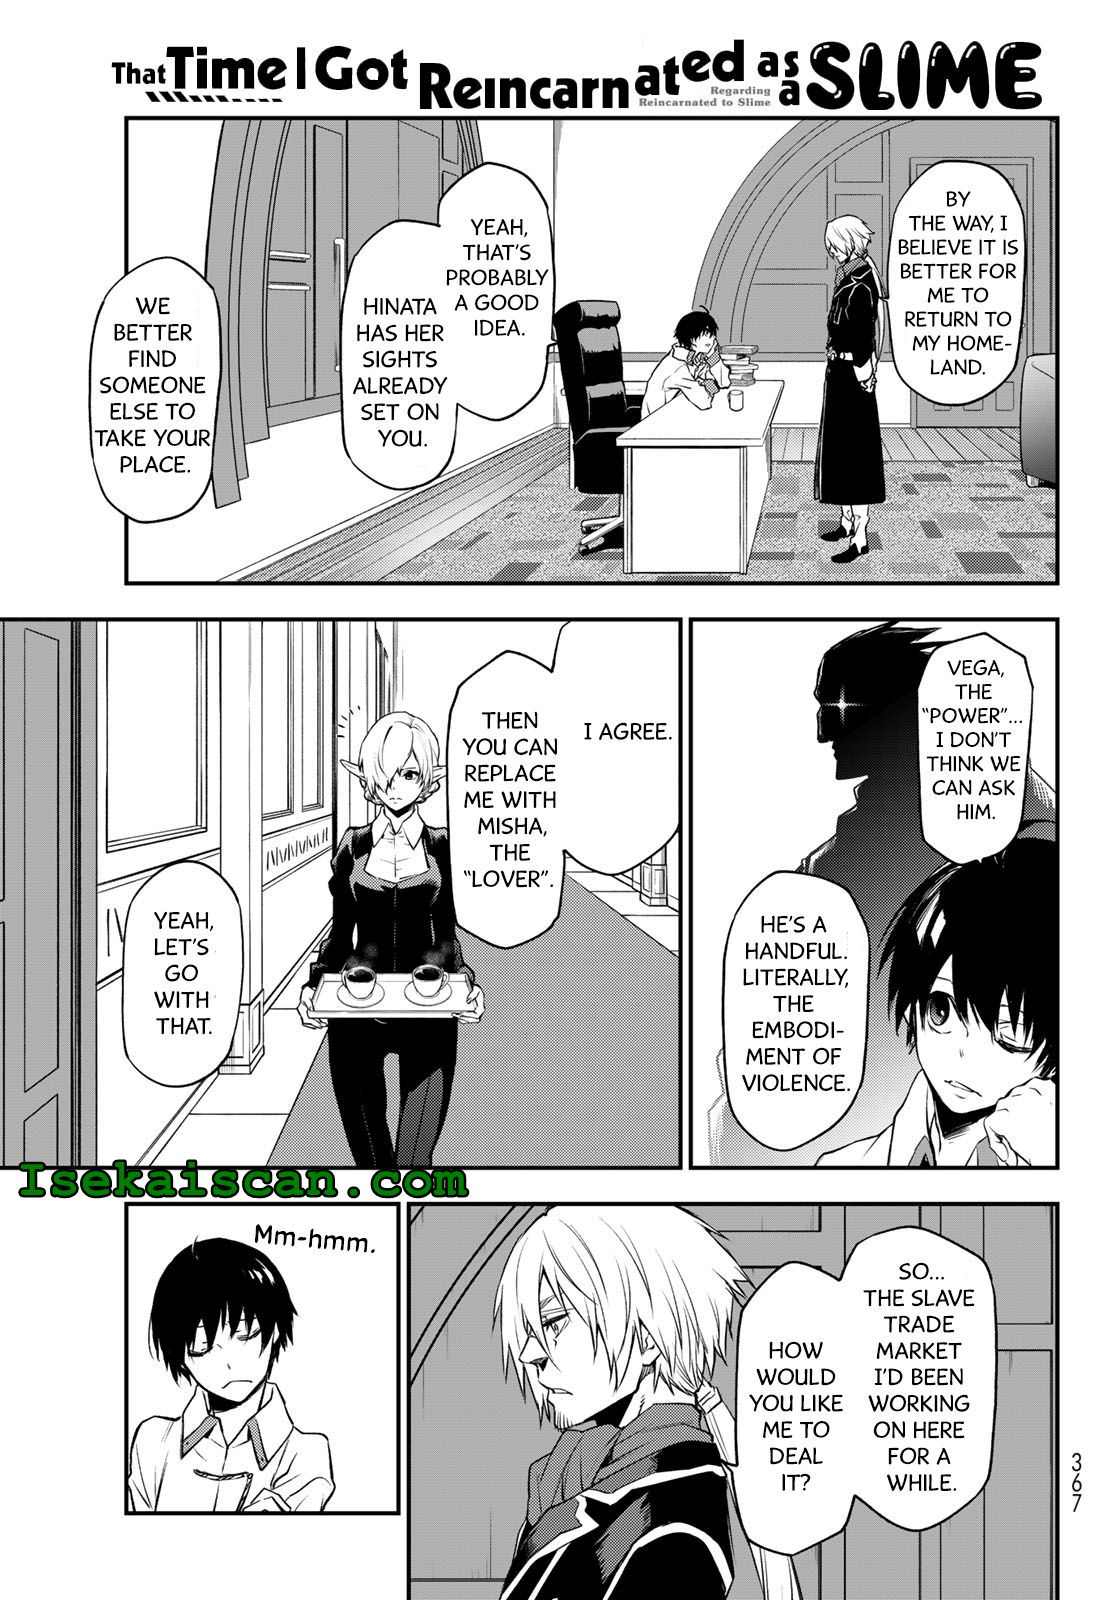 That Time I Got Reincarnated as a SLIME
Regarding
Reincarnated to Slime
BY
THE WAY, I
BELIEVE IT IS
BETTER FOR
ME TO
RETURN TO
MY HOME-
LAND.
YEAH,
THAT'S
PROBABLY
A GOOD
IDEA.
HINATA
HAS HER
SIGHTS
ALREADY
SET ON
YOU.
WE
BETTER
FIND
SOMEONE
ELSE TO
TAKE YOUR
PLACE.
VEGA,
THE
"POWER"...
I DON'T
THINK WE
CAN ASK
HIM.
HE'S A
HANDFUL.
LITERALLY,
THE
EMBODI-
MENT OF
VIOLENCE.
I AGREE.
THEN
YOU CAN
REPLACE
ME WITH
MISHA,
THE
"LOVER".
YEAH,
LET'S
GO
WITH
THAT.
Isekaiscan.com
SO...
THE SLAVE
TRADE
MARKET
I'D BEEN
WORKING
ON HERE
FOR A
WHILE.
HOW
WOULD
YOU LIKE
ME TO
DEAL
IT?
Mm-hmm.
367